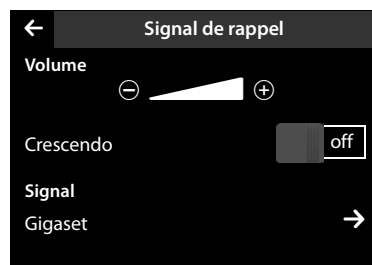 Signal de rappel
Volume
Crescendo
off
Signal
Gigaset